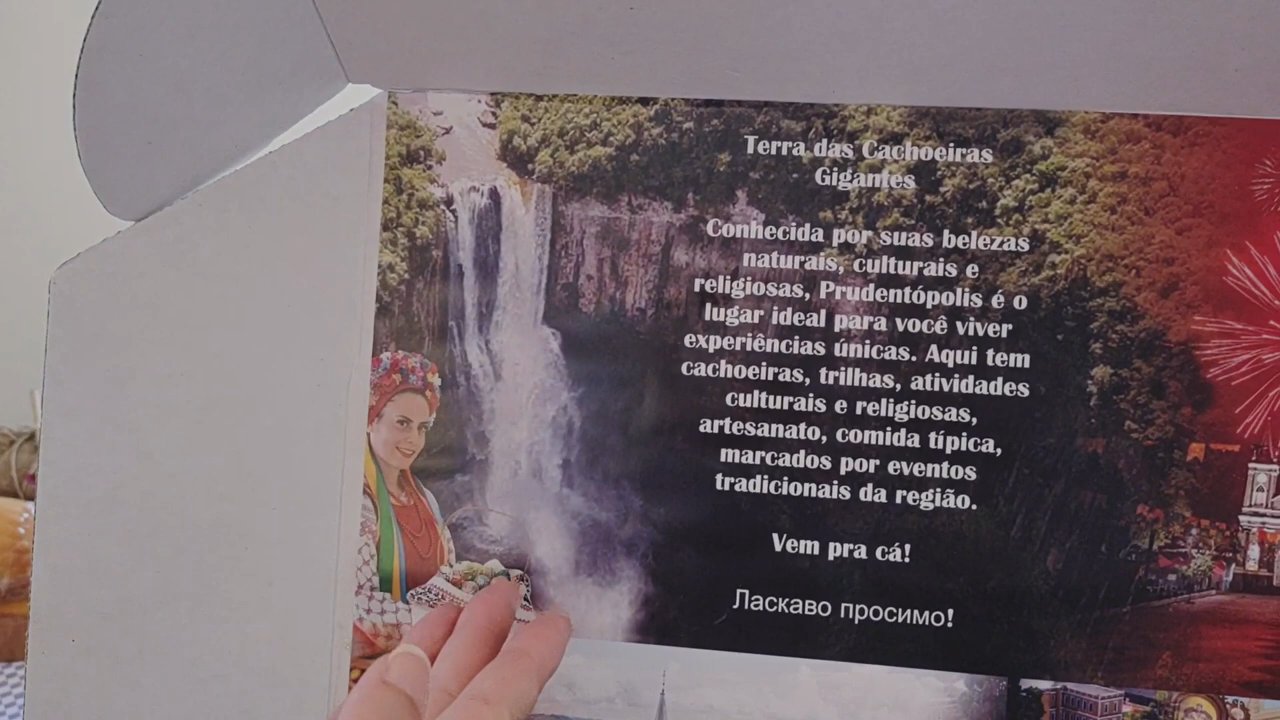 Terra das Cachoeiras
Gigantes
Conhecida por suas belezas
naturais, culturais e
religiosas, Prudentópolis é o
lugar ideal para você viver
experiências únicas. Aqui tem
cachoeiras, trilhas, atividades
culturais e religiosas,
artesanato, comida típica,
marcados por eventos
tradicionais da região.
Vem pra cá!
Ласкаво просимо!